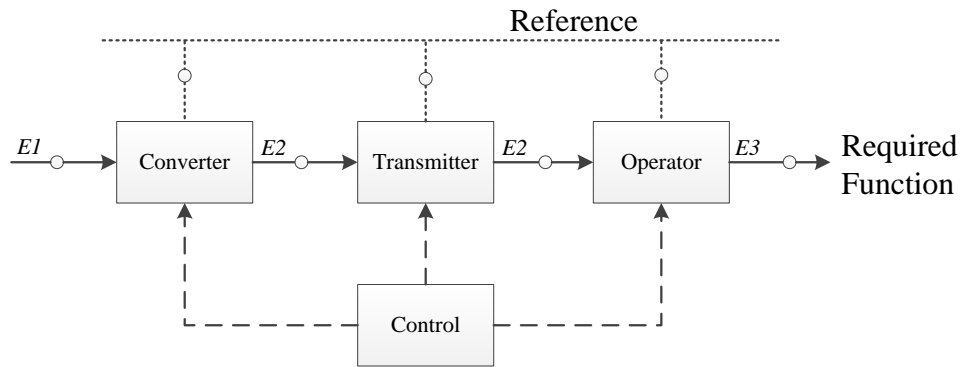 Reference
E1
Converter
E2
Transmitter
E2
Operator
E3
Required
Function
Control